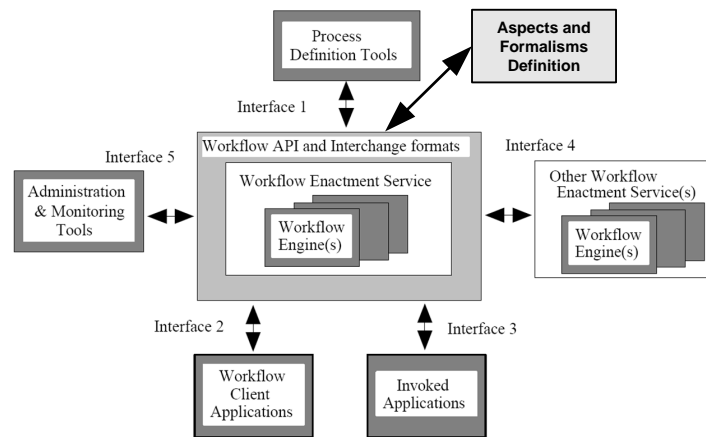 Process
Definition Tools
Aspects and
Formalisms
Definition
Interface 1
Workflow API and Interchange formats
Interface 4
Interface 5
Workflow Enactment Service
Other Workflow
Enactment Service(s)
Administration
& Monitoring
Tools
Workflow
Engine(s)
Workflow
Engine(s)
Interface 2
Interface 3
Workflow
Client
Applications
Invoked
Applications